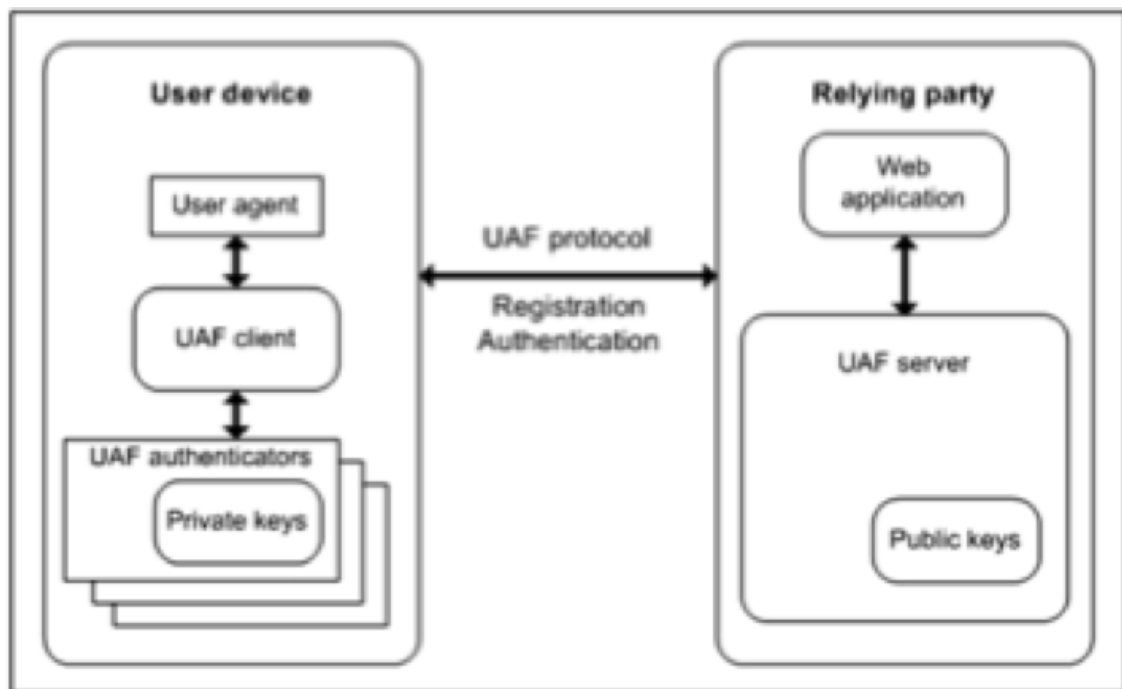 User device
User agent
UAF client
UAF authenticators
Private keys
UAF protocol
Registration
Authentication
Relying party
Web
application
UAF server
Public keys